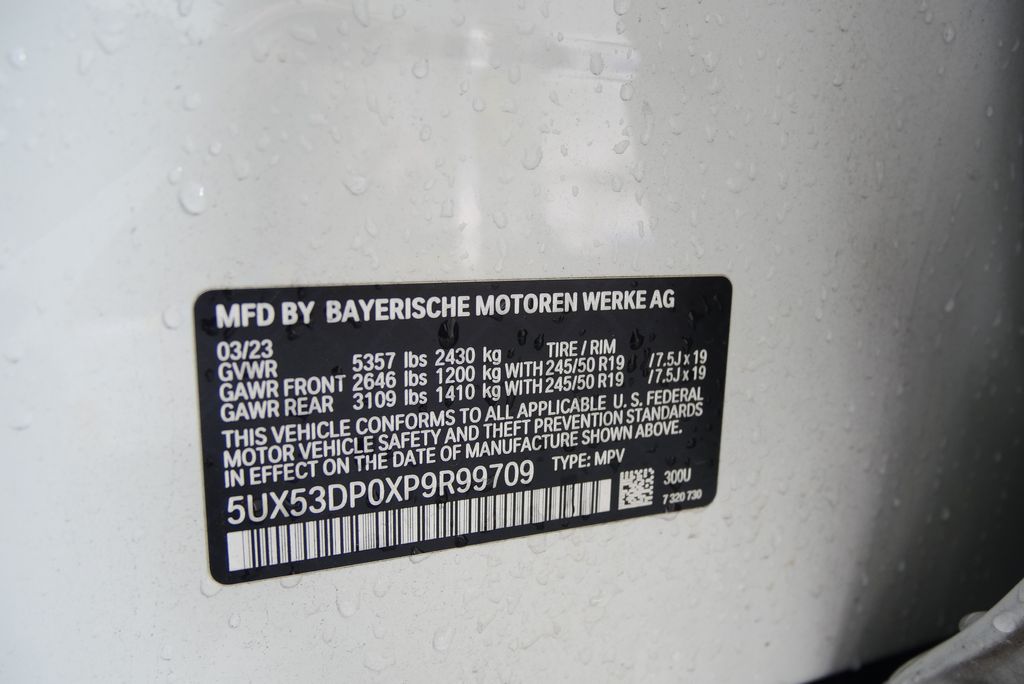 MFD BY BAYERISCHE MOTOREN WERKE AG
03/23 TIRE / RIM
GVWR 5357 lbs 2430 kg
GAWR FRONT 2646 lbs 1200 kg WITH 245/50 R19 / 7.5J x 19
GAWR REAR 3109 lbs 1410 kg WITH 245/50 R19 / 7.5J x 19
THIS VEHICLE CONFORMS TO ALL APPLICABLE U. S. FEDERAL
MOTOR VEHICLE SAFETY AND THEFT PREVENTION STANDARDS
IN EFFECT ON THE DATE OF MANUFACTURE SHOWN ABOVE.
5UX53DP0XP9R99709 TYPE: MPV
300U
7 320 730